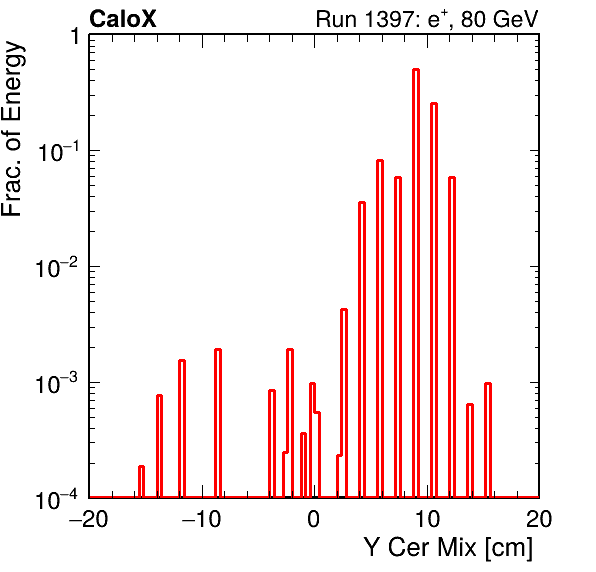 CaloX Run 1397: e⁺, 80 GeV
Frac. of Energy
1
10⁻¹
10⁻²
10⁻³
10⁻⁴
−20 −10 0 10 20
Y Cer Mix [cm]